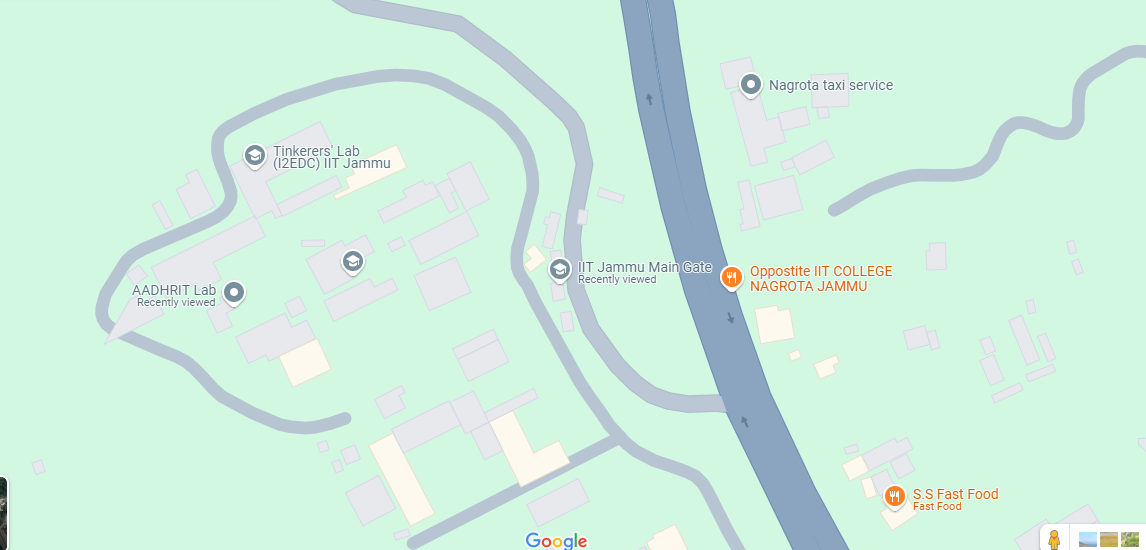 Nagrota taxi service
Tinkerers' Lab
(I2EDC) IIT Jammu
IIT Jammu Main Gate
Recently viewed
Oppostite IIT COLLEGE
NAGROTA JAMMU
AADHRIT Lab
Recently viewed
S.S Fast Food
Fast Food
Google